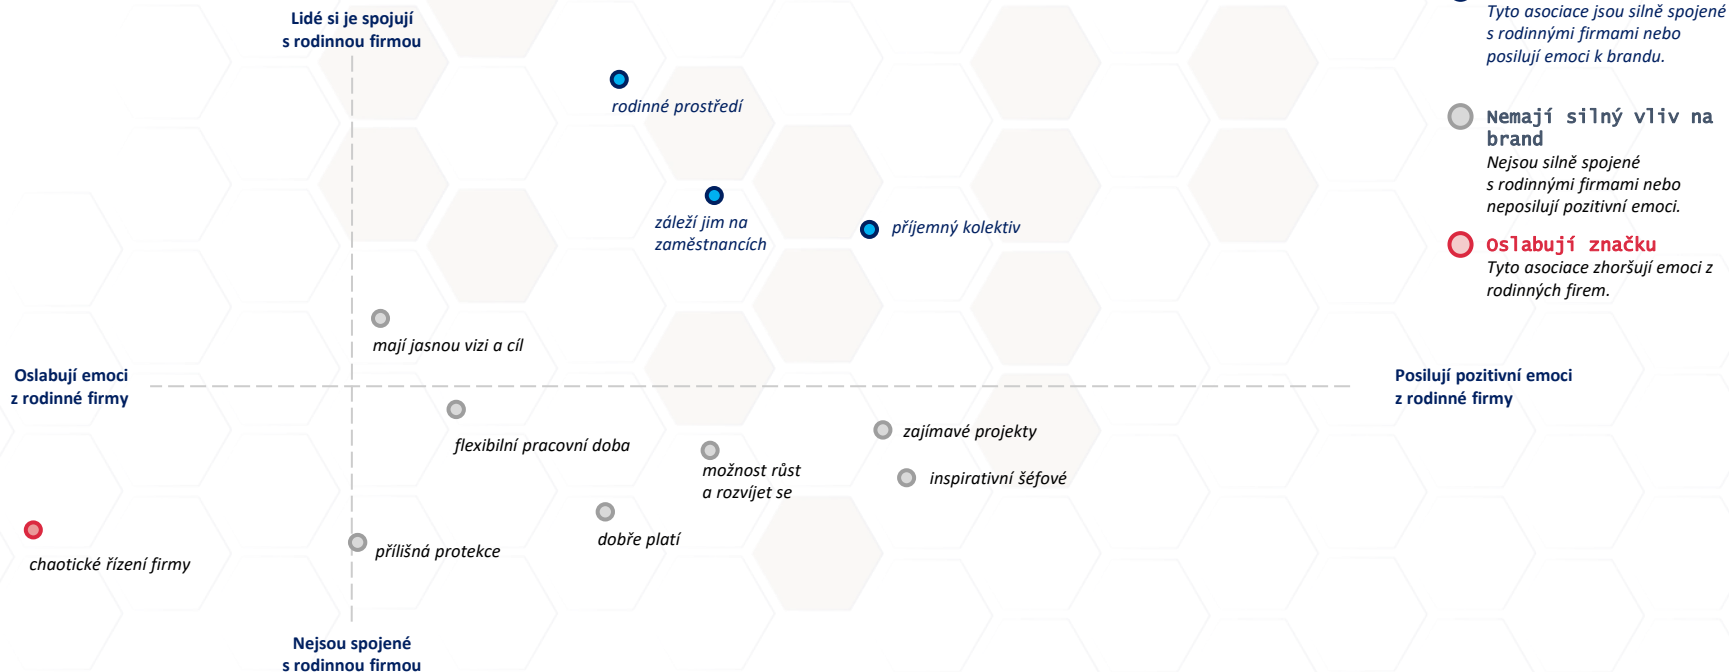 Lidé si je spojují
s rodinnou firmou
Tyto asociace jsou silně spojené
s rodinnými firmami nebo
posilují emoci k brandu.
rodinné prostředí
Nemají silný vliv na
brand
Nejsou silně spojené
s rodinnými firmami nebo
neposilují pozitivní emoci.
záleží jim na
zaměstnancích
příjemný kolektiv
Oslabují značku
Tyto asociace zhoršují emoci z
rodinných firem.
mají jasnou vizi a cíl
Oslabují emoci
z rodinné firmy
Posilují pozitivní emoci
z rodinné firmy
flexibilní pracovní doba
zajímavé projekty
možnost růst
a rozvíjet se
inspirativní šéfové
dobře platí
přílišná protekce
chaotické řízení firmy
Nejsou spojené
s rodinnou firmou